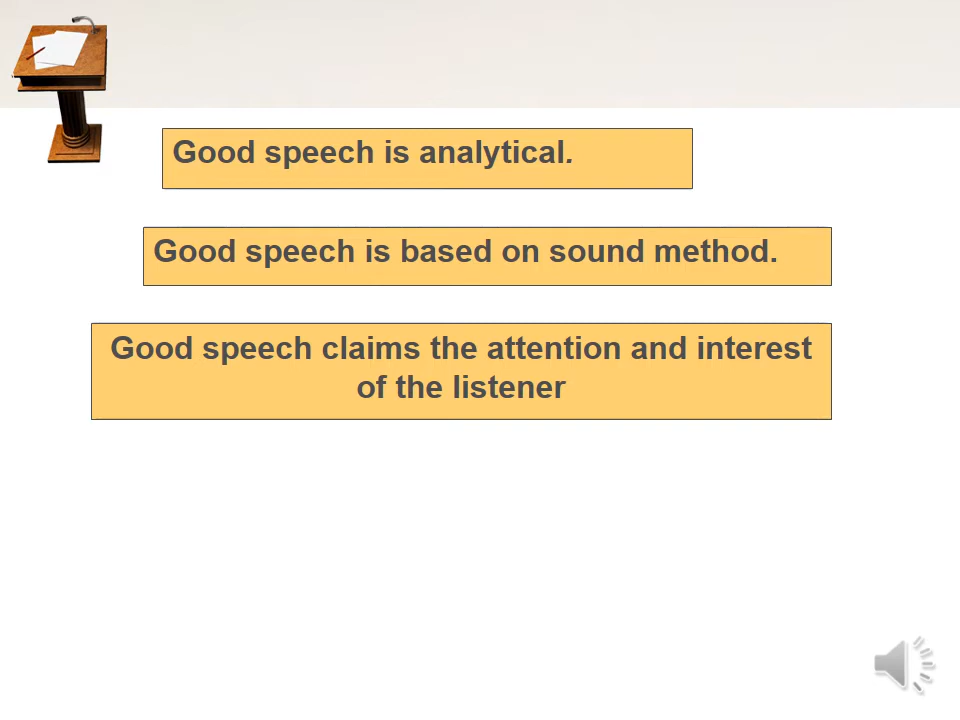 Good speech is analytical.
Good speech is based on sound method.
Good speech claims the attention and interest
of the listener